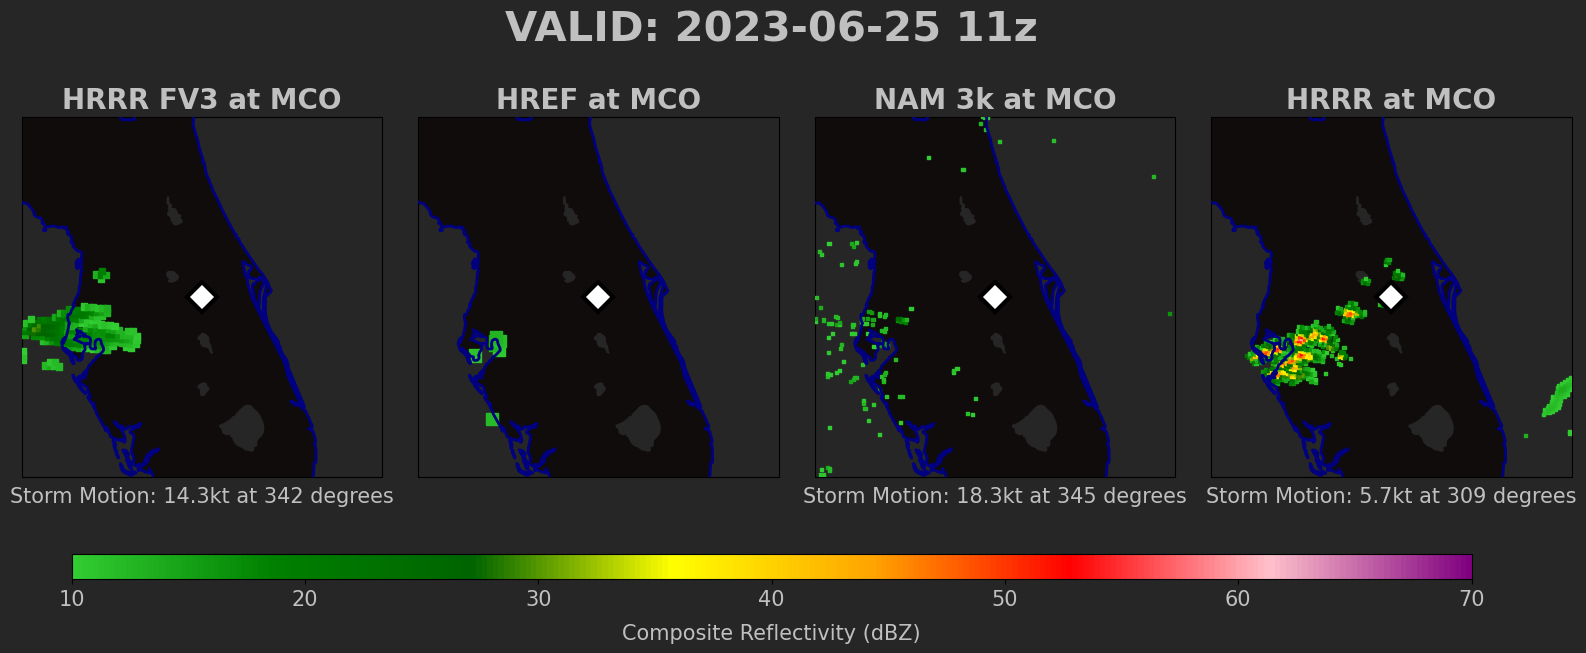 VALID: 2023-06-25 11z
HRRR FV3 at MCO
HREF at MCO
NAM 3k at MCO
HRRR at MCO
Storm Motion: 14.3kt at 342 degrees
Storm Motion: 18.3kt at 345 degrees
Storm Motion: 5.7kt at 309 degrees
10 20 30 40 50 60 70
Composite Reflectivity (dBZ)